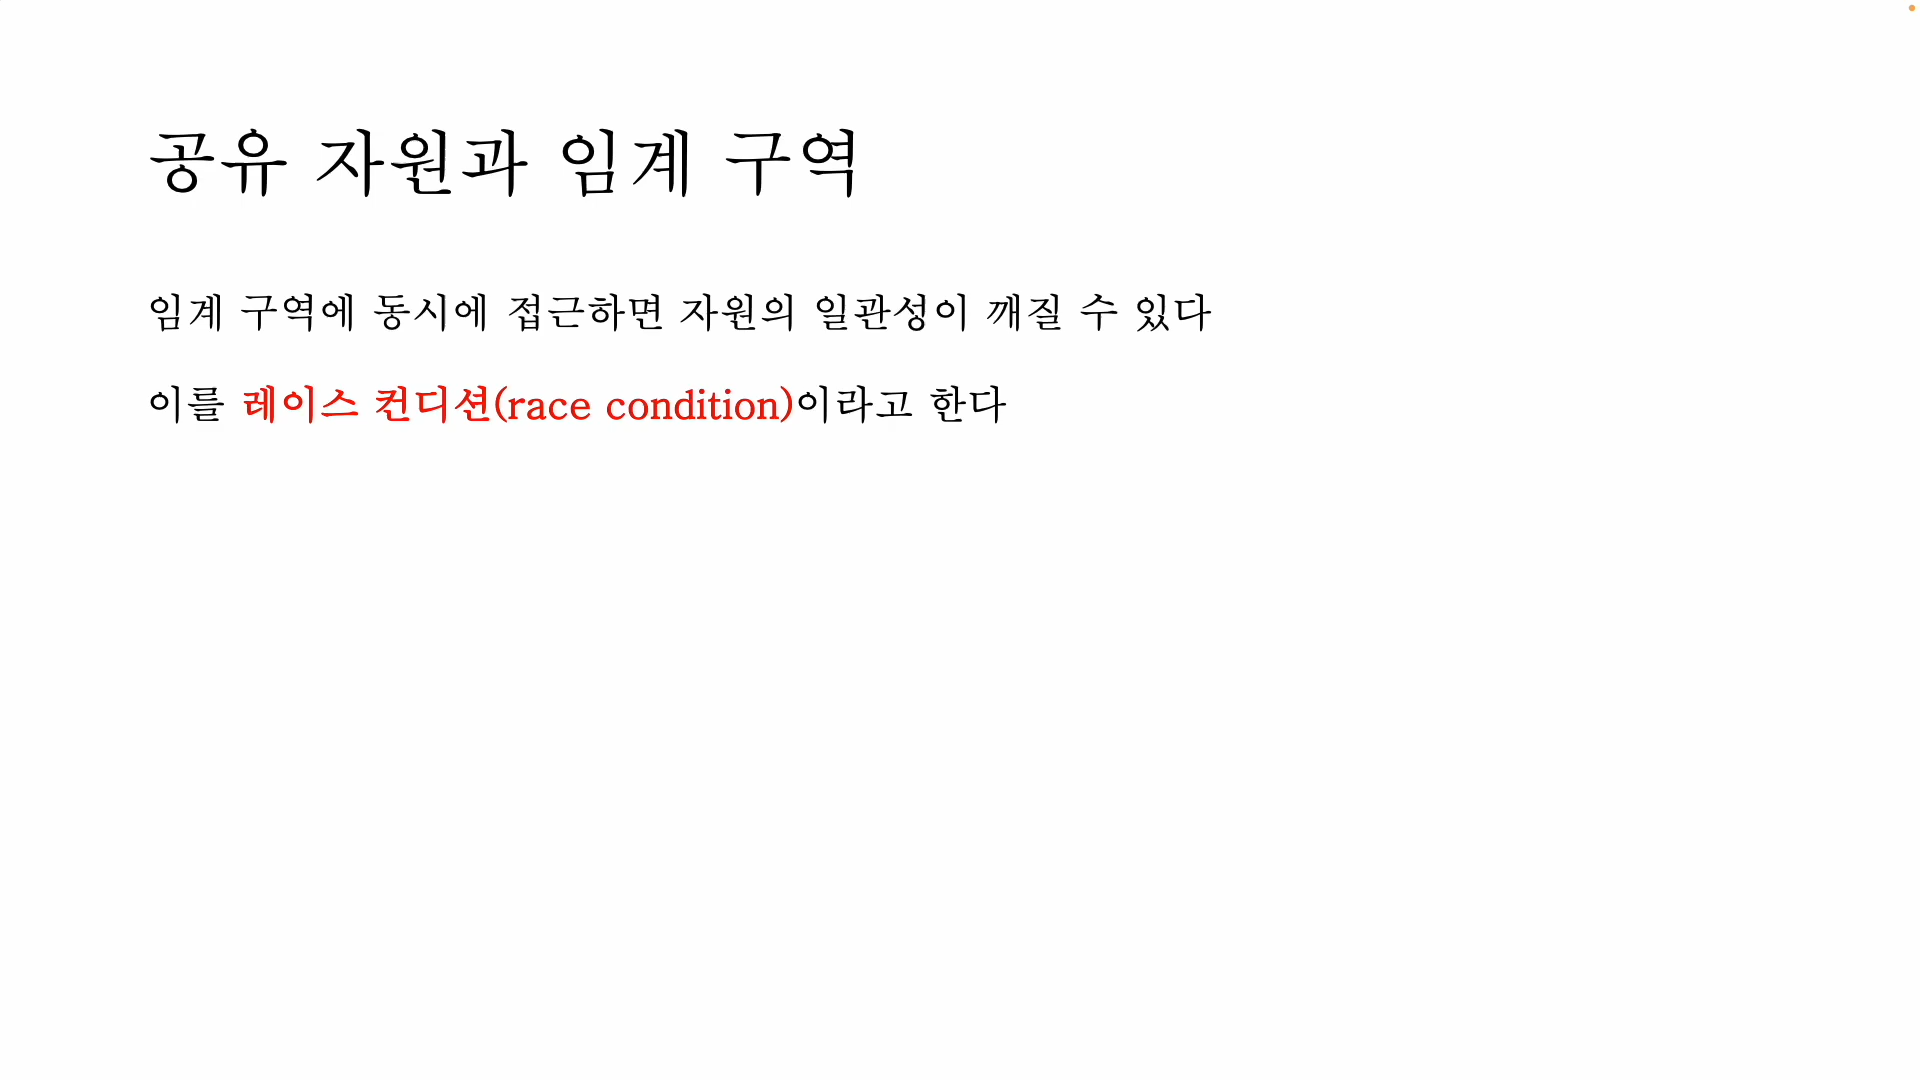 공유 자원과 임계 구역
임계 구역에 동시에 접근하면 자원의 일관성이 깨질 수 있다
이를 레이스 컨디션(race condition)이라고 한다